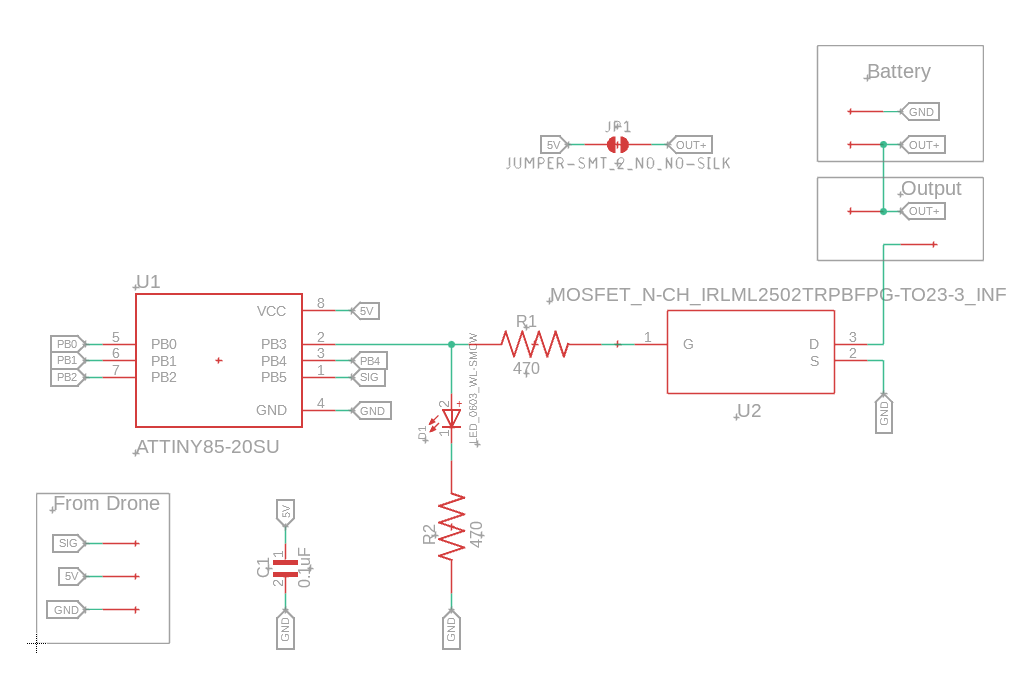 Battery
GND
OUT+
JP1
5V
OUT+
JUMPER-SMT_2_NO_NO-SILK
Output
OUT+
U1
MOSFET_N-CH_IRLML2502TRPBFPG-TO23-3_INF
VCC 8 5V
PB0 5 PB0
PB3 2
PB1 6 PB1
PB4 3 PB4
PB2 7 PB2
PB5 1 SIG
GND 4 GND
ATTINY85-20SU
R1
470
1 G
D 3
S 2
U2
GND
D1
2
1
LED_0603_WL-SMCW
From Drone
SIG
5V
GND
5V
C1
1
2
0.1uF
GND
R2
470
GND